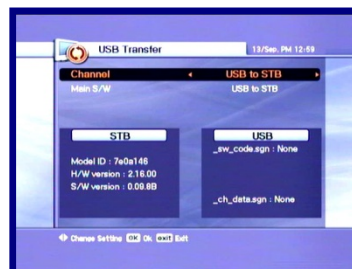 USB Transfer
13/Sep. PM 12:59
Channel
USB to STB
Main S/W
USB to STB
STB
USB
_sw_code.sgn : None
Model ID : 7e0a146
H/W version : 2.16.00
S/W version : 0.09.8B
_ch_data.sgn : None
Change Setting OK Ok exit Exit